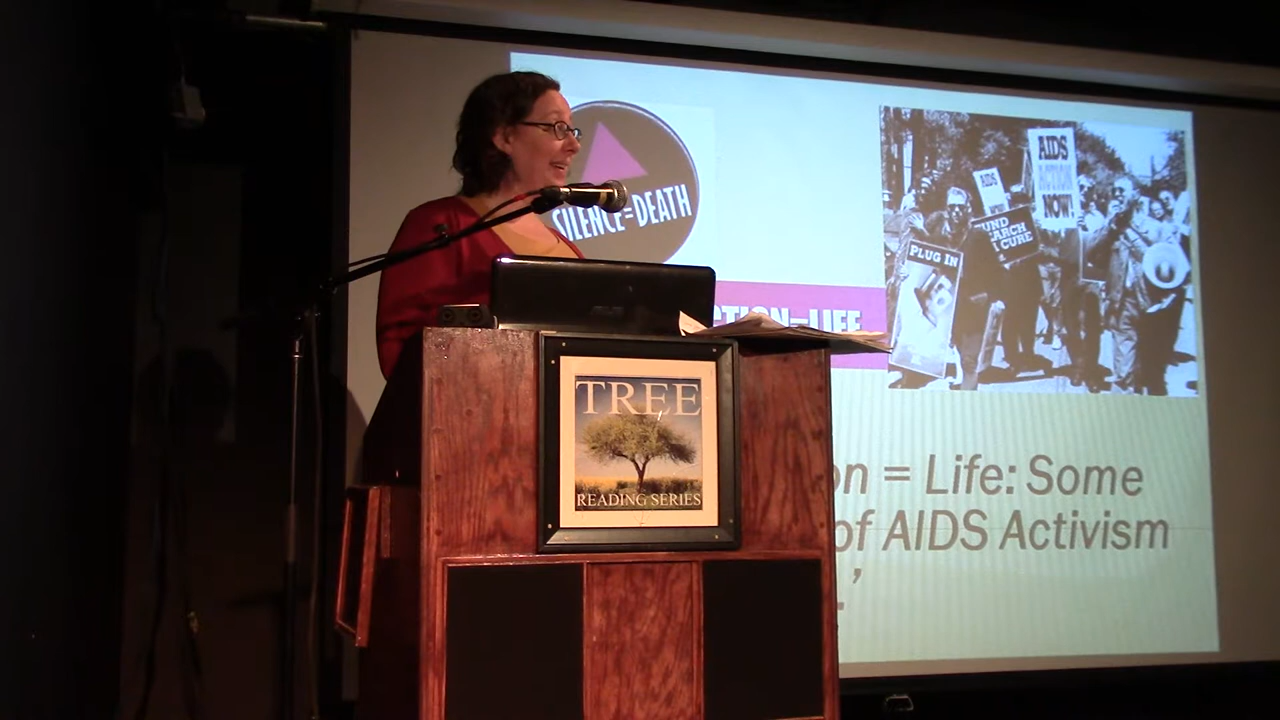 SILENCE=DEATH
CTION=LIFE
AIDS
ACTION
NOW!
AIDS
FUND
CURE
PLUG IN
TREE
READING SERIES
on = Life: Some
of AIDS Activism